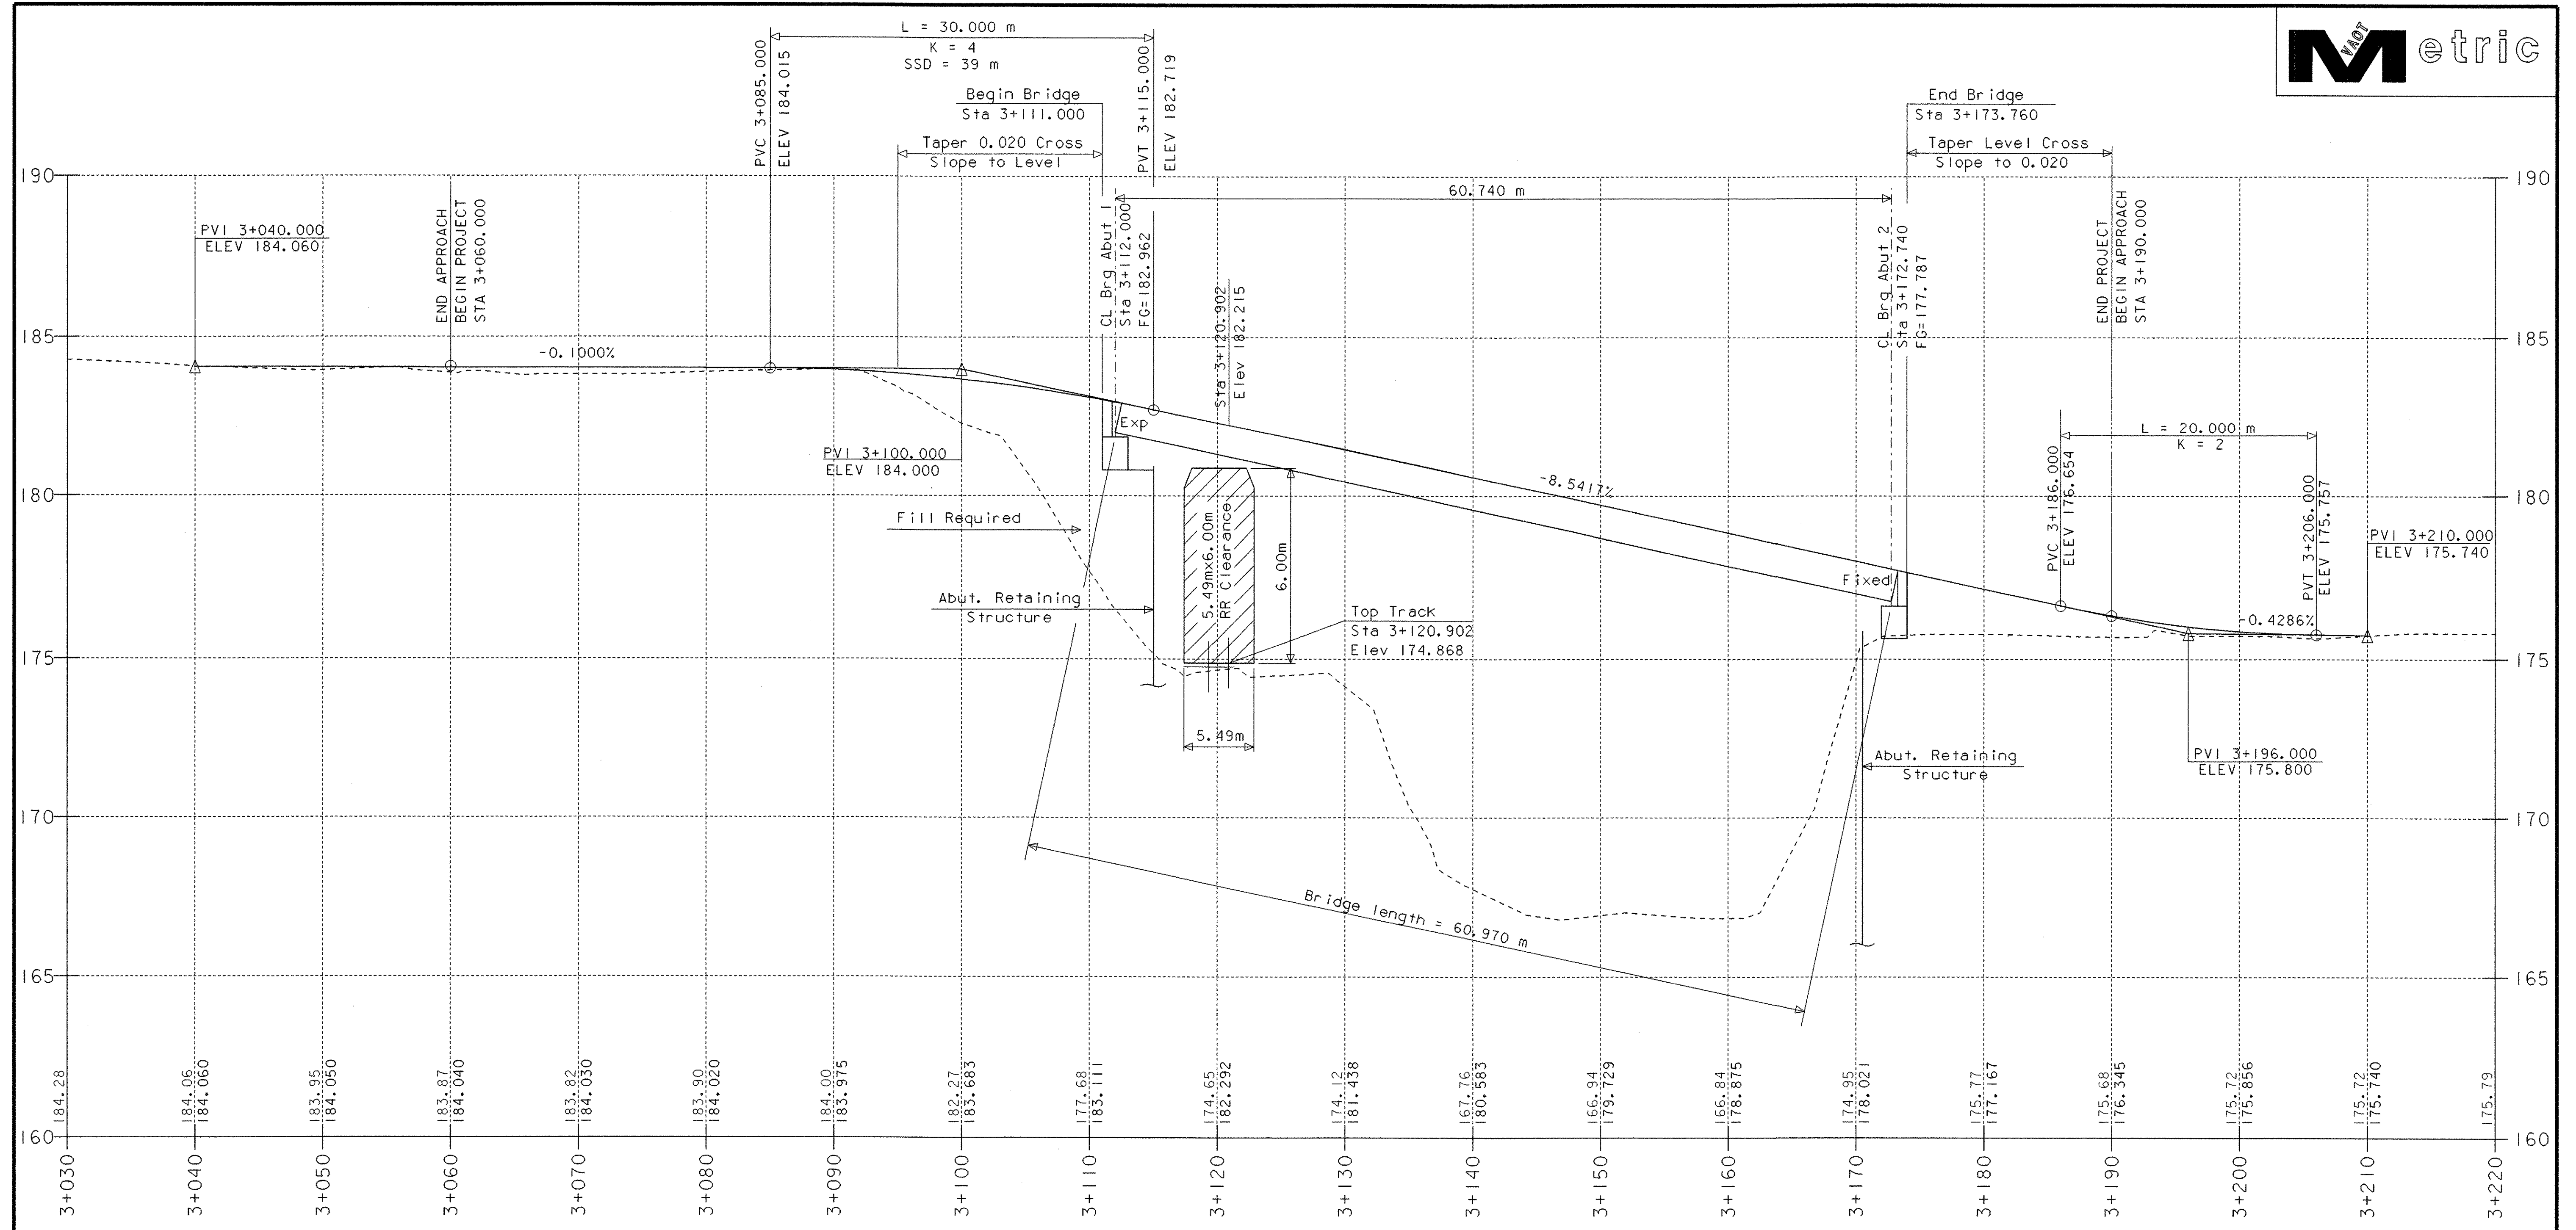 VAOT
Metric
L = 30.000 m
K = 4
SSD = 39 m
PVC 3+085.000
ELEV 184.015
PVT 3+115.000
ELEV 182.719
Begin Bridge
Sta 3+111.000
Taper 0.020 Cross
Slope to Level
End Bridge
Sta 3+173.760
Taper Level Cross
Slope to 0.020
190
190
60.740 m
PVI 3+040.000
ELEV 184.060
END APPROACH
BEGIN PROJECT
STA 3+060.000
CL Brg Abut 1
Sta 3+112.000
FG=182.962
Sta 3+120.902
Elev 182.215
CL Brg Abut 2
Sta 3+172.740
FG=177.787
END PROJECT
BEGIN APPROACH
STA 3+190.000
185
185
-0.1000%
Exp
PVI 3+100.000
ELEV 184.000
L = 20.000 m
K = 2
PVC 3+186.000
ELEV 176.654
PVT 3+206.000
ELEV 175.757
180
180
-8.5417%
Fill Required
5.49mx6.00m
RR Clearance
6.00m
PVI 3+210.000
ELEV 175.740
Fixed
Abut. Retaining
Structure
Top Track
Sta 3+120.902
Elev 174.868
-0.4286%
175
175
5.49m
Abut. Retaining
Structure
PVI 3+196.000
ELEV 175.800
170
170
Bridge length = 60.970 m
165
165
184.28
184.06
184.060
183.95
184.050
183.87
184.040
183.82
184.030
183.90
184.020
184.00
183.975
182.27
183.683
177.68
183.111
174.65
182.292
174.12
181.438
167.76
180.583
166.94
179.729
166.84
178.875
174.95
178.021
175.77
177.167
175.68
176.345
175.72
175.856
175.72
175.740
175.79
160
160
3+030
3+040
3+050
3+060
3+070
3+080
3+090
3+100
3+110
3+120
3+130
3+140
3+150
3+160
3+170
3+180
3+190
3+200
3+210
3+220